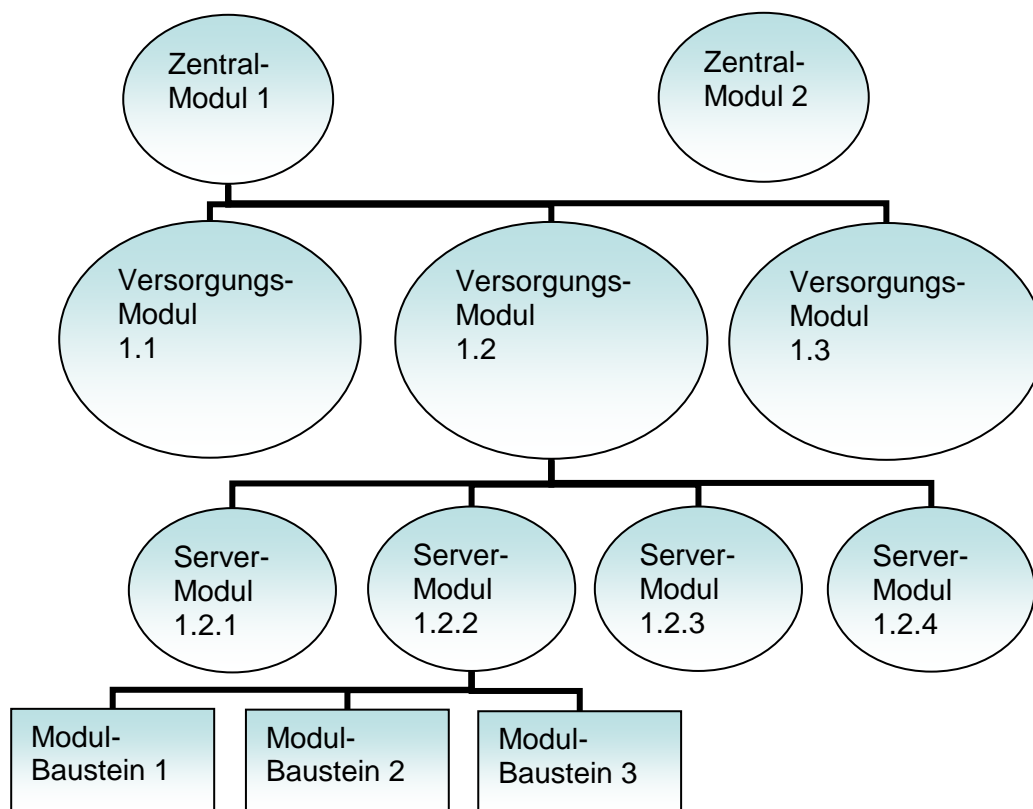 Zentral-
Modul 1
Zentral-
Modul 2
Versorgungs-
Modul
1.1
Versorgungs-
Modul
1.2
Versorgungs-
Modul
1.3
Server-
Modul
1.2.1
Server-
Modul
1.2.2
Server-
Modul
1.2.3
Server-
Modul
1.2.4
Modul-
Baustein 1
Modul-
Baustein 2
Modul-
Baustein 3